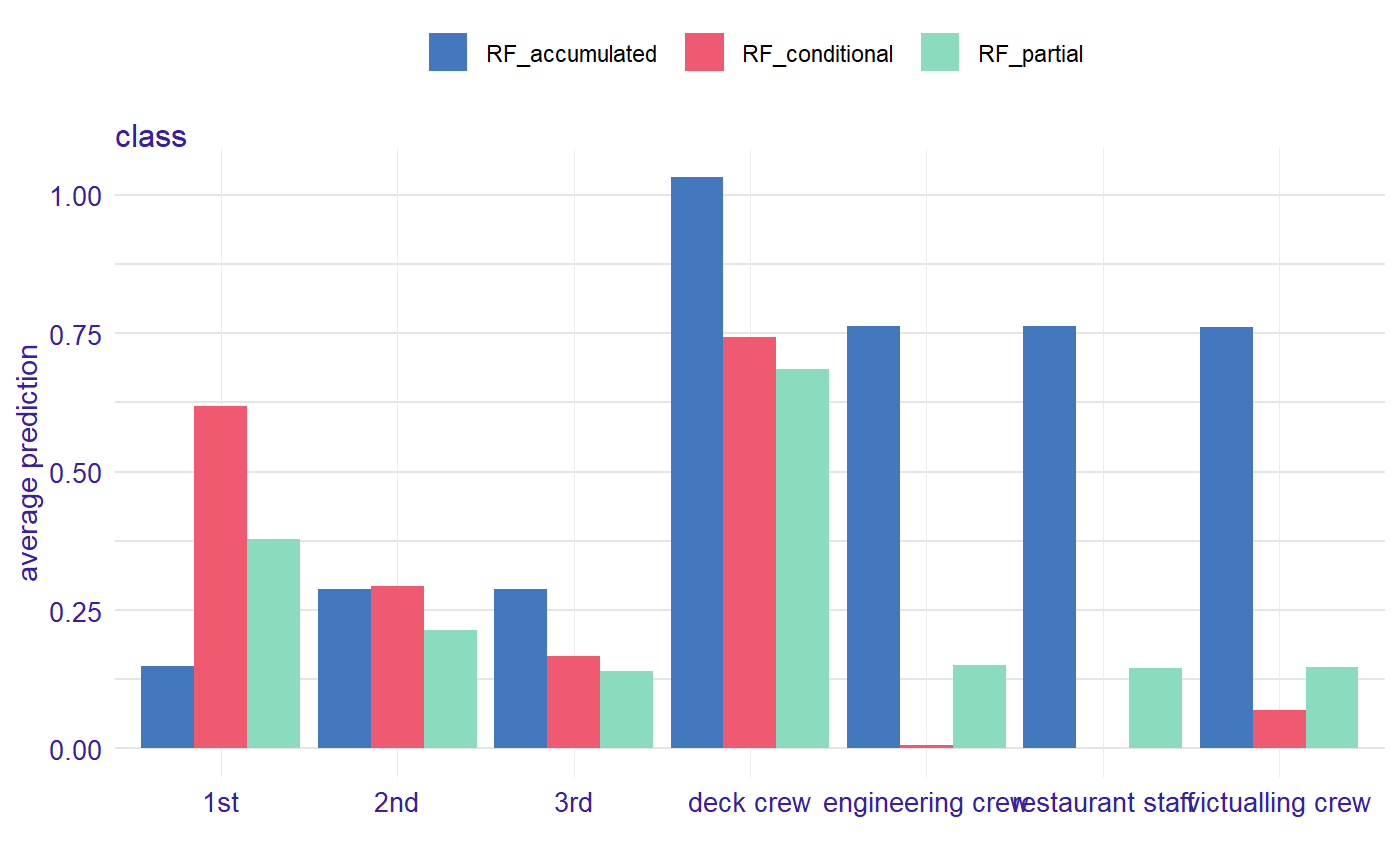 RF_accumulated RF_conditional RF_partial
class
average prediction
1.00
0.75
0.50
0.25
0.00
1st 2nd 3rd deck crew engineering crew restaurant staff victualling crew